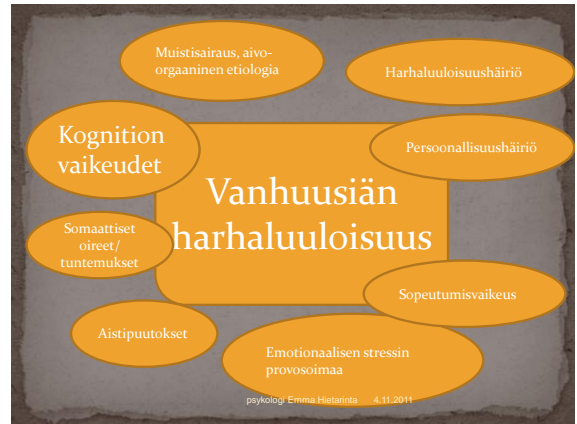 Muistisairaus, aivo-
orgaaninen etiologia
Harhaluuloisuushäiriö
Kognition
vaikeudet
Persoonallisuushäiriö
Vanhuusiän
harhaluuloisuus
Somaattiset
oireet/
tuntemukset
Sopeutumisvaikeus
Aistipuutokset
Emotionaalisen stressin
provosoimaa
psykologi Emma Hietarinta 4.11.2011